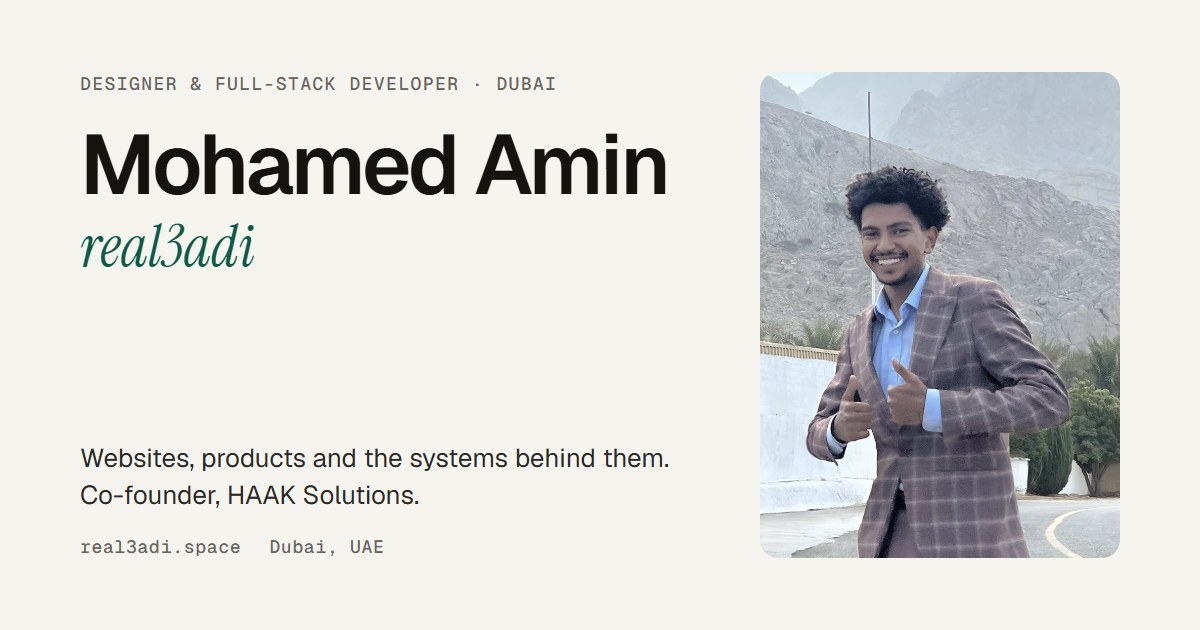 DESIGNER & FULL-STACK DEVELOPER · DUBAI
Mohamed Amin
real3adi
Websites, products and the systems behind them.
Co-founder, HAAK Solutions.
real3adi.space Dubai, UAE